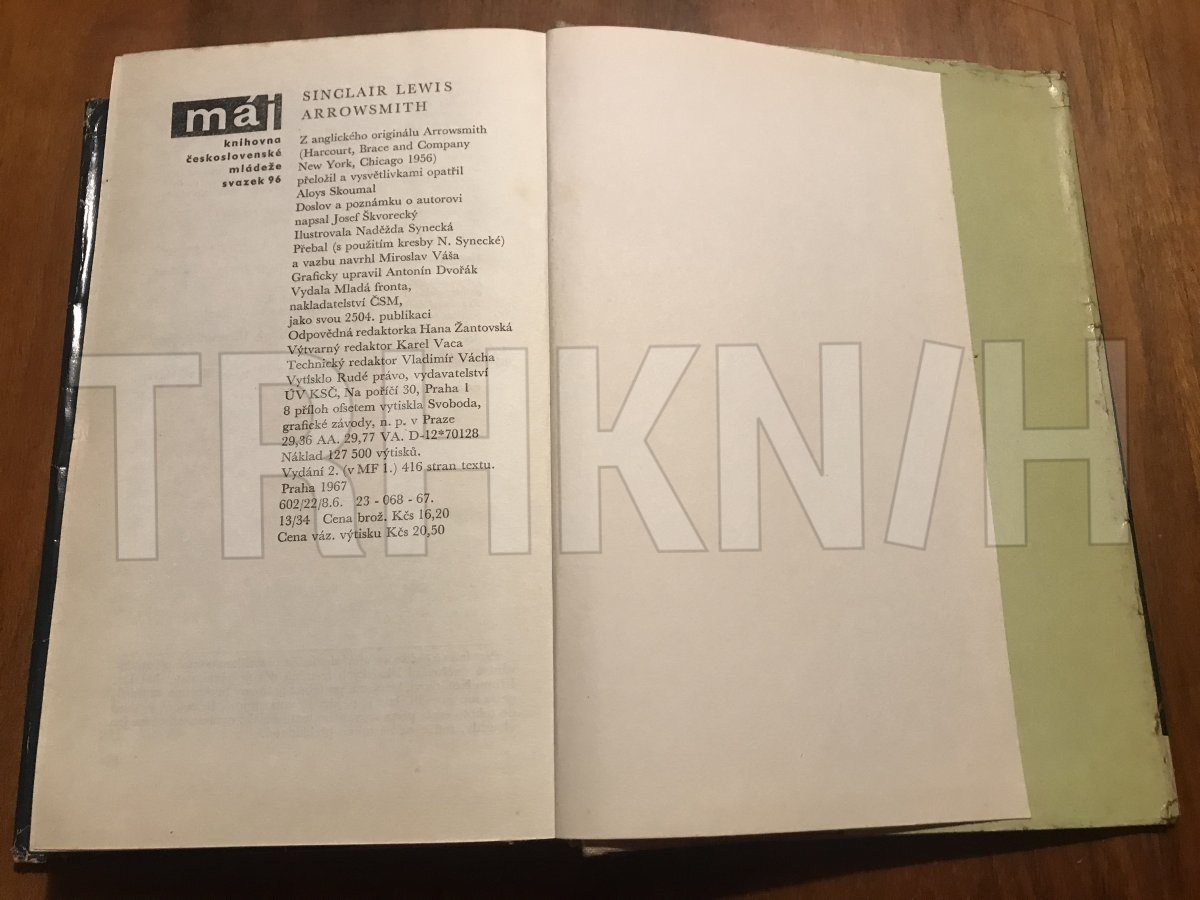 máj
knihovna
československé
mládeže
svazek 96
SINCLAIR LEWIS
ARROWSMITH
Z anglického originálu Arrowsmith
(Harcourt, Brace and Company
New York, Chicago 1956)
přeložil a vysvětlivkami opatřil
Aloys Skoumal
Doslov a poznámku o autorovi
napsal Josef Škvorecký
Ilustrovala Naděžda Synecká
Přebal (s použitím kresby N. Synecké)
a vazbu navrhl Miroslav Váša
Graficky upravil Antonín Dvořák
Vydala Mladá fronta,
nakladatelství ČSM,
jako svou 2504. publikaci
Odpovědná redaktorka Hana Žantovská
Výtvarný redaktor Karel Vaca
Technický redaktor Vladimír Vácha
Vytisklo Rudé právo, vydavatelství
ÚV KSČ, Na poříčí 30, Praha 1
8 příloh ofsetem vytiskla Svoboda,
grafické závody, n. p. v Praze
29,36 AA. 29,77 VA. D-12*70128
Náklad 127 500 výtisků.
Vydání 2. (v MF 1.) 416 stran textu.
Praha 1967
602/22/8.6. 23 - 068 - 67.
13/34 Cena brož. Kčs 16,20
Cena váz. výtisku Kčs 20,50
TRHKNIH